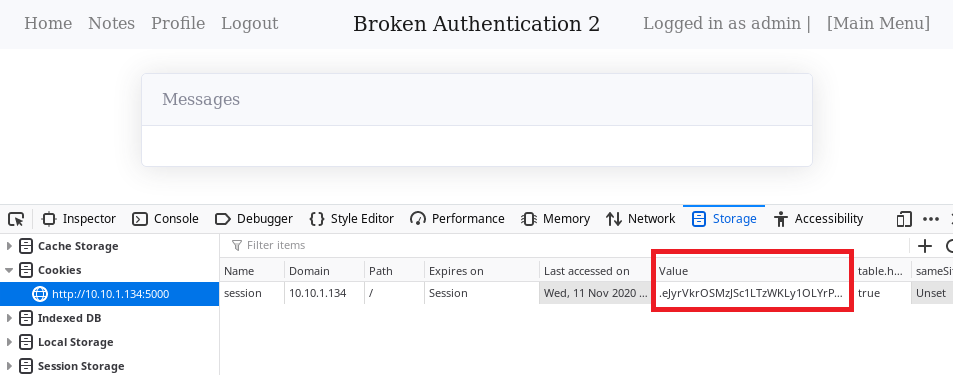 Home Notes Profile Logout Broken Authentication 2 Logged in as admin | [Main Menu]
Messages
Inspector Console Debugger Style Editor Performance Memory Network Storage Accessibility
Cache Storage Filter items
Cookies Name Domain Path Expires on Last accessed on Value table.h... sameSi
http://10.10.1.134:5000 session 10.10.1.134 / Session Wed, 11 Nov 2020 ... .eJyrVkrOSMzJSc1LTzWKLy1OLYrP... true Unset
Indexed DB
Local Storage
Session Storage